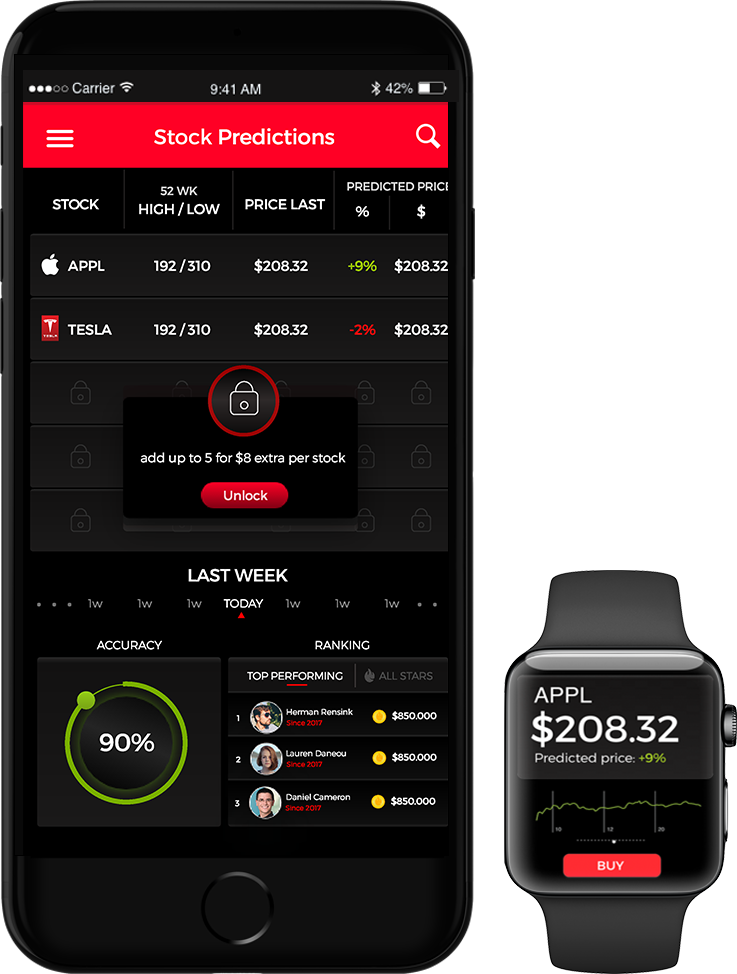 Carrier 9:41 AM 42%
Stock Predictions
STOCK 52 WK HIGH / LOW PRICE LAST PREDICTED PRICE % $
APPL 192 / 310 $208.32 +9% $208.32
TESLA 192 / 310 $208.32 -2% $208.32
add up to 5 for $8 extra per stock
Unlock
LAST WEEK
1w 1w 1w TODAY 1w 1w 1w
ACCURACY RANKING
TOP PERFORMING ALL STARS
90%
1 Herman Rensink $850.000
Since 2017
2 Lauren Daneou $850.000
Since 2017
3 Daniel Cameron $850.000
Since 2017
APPL
$208.32
Predicted price: +9%
10 12 20
BUY